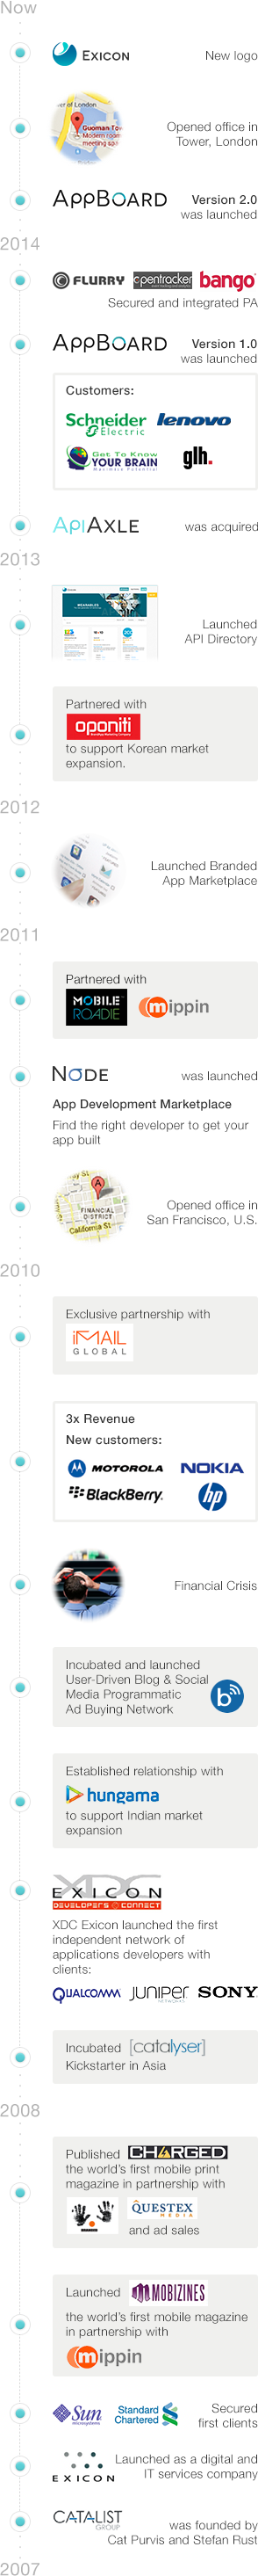 Now
EXICON
New logo
er of London
Guoman To
Modern room
meeting spa
Opened office in
Tower, London
APPBOARD
Version 2.0
was launched
2014
FLURRY opentracker bango
Secured and integrated PA
APPBOARD
Version 1.0
was launched
Customers:
Schneider Electric lenovo
GET TO KNOW YOUR BRAIN glh.
ApiAXLE
was acquired
2013
Launched
API Directory
Partnered with
oponiti
to support Korean market
expansion.
2012
Launched Branded
App Marketplace
2011
Partnered with
MOBILE ROADIE mippin
NODE
was launched
App Development Marketplace
Find the right developer to get your
app built
A
FINANCIAL
DISTRICT
California St
Opened office in
San Francisco, U.S.
2010
Exclusive partnership with
iMAIL
GLOBAL
3x Revenue
New customers:
MOTOROLA NOKIA
BlackBerry hp
Financial Crisis
Incubated and launched
User-Driven Blog & Social
Media Programmatic
Ad Buying Network
b
Established relationship with
hungama
to support Indian market
expansion
XDC
EXICON
DEVELOPERS CONNECT
XDC Exicon launched the first
independent network of
applications developers with
clients:
QUALCOMM JUNIPER NETWORKS SONY
Incubated [catalyser]
Kickstarter in Asia
2008
Published CHARGED
the world's first mobile print
magazine in partnership with
QUESTEX
MEDIA
and ad sales
Launched MOBIZINES
the world's first mobile magazine
in partnership with
mippin
Sun microsystems Standard Chartered
Secured
first clients
EXICON
Launched as a digital and
IT services company
CATALIST
GROUP
was founded by
Cat Purvis and Stefan Rust
2007